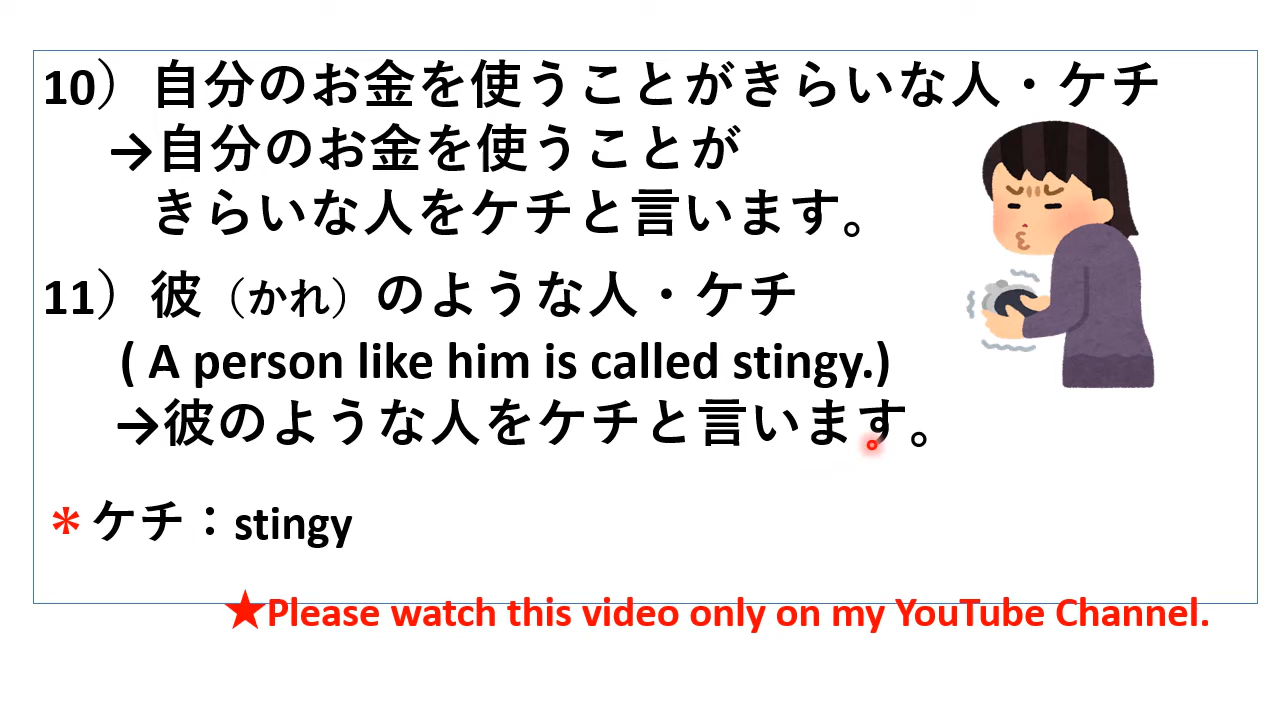 10）自分のお金を使うことがきらいな人・ケチ
→自分のお金を使うことが
きらいな人をケチと言います。
11）彼（かれ）のような人・ケチ
( A person like him is called stingy.)
→彼のような人をケチと言います。
＊ケチ：stingy
★Please watch this video only on my YouTube Channel.